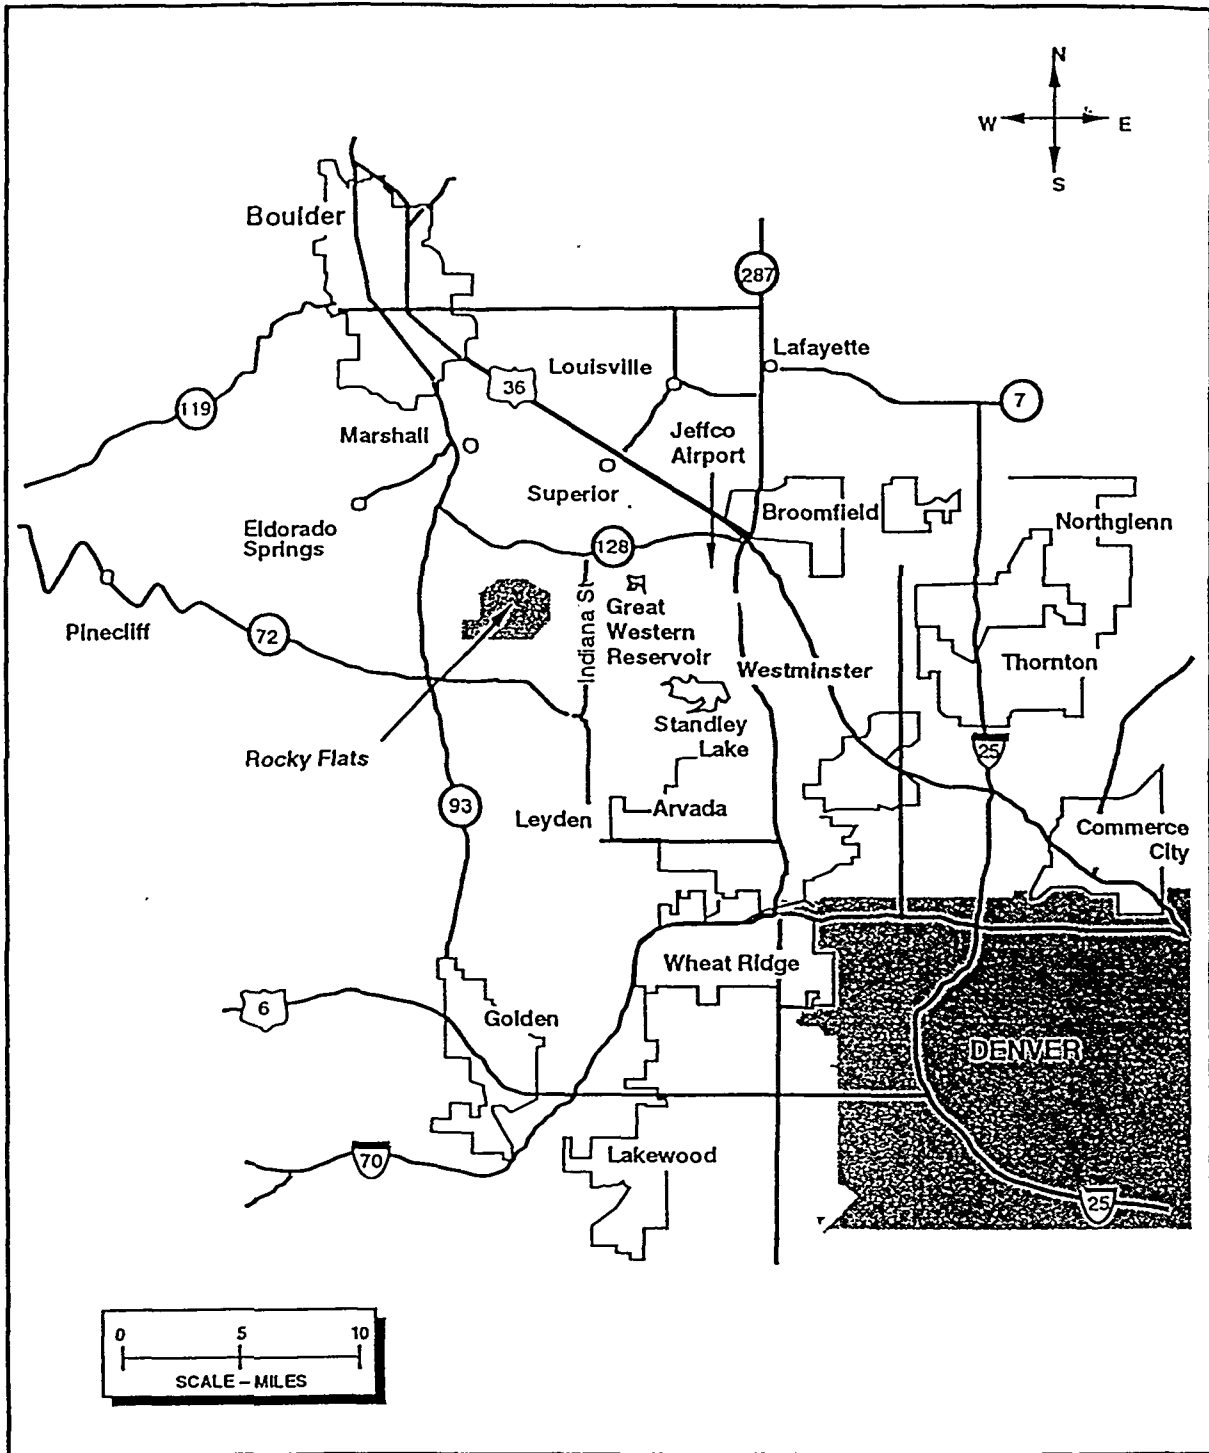 N
W E
S
Boulder
287
Lafayette
Louisville
36
7
119
Marshall
Jeffco
Airport
Superior
Broomfield
Northglenn
Eldorado
Springs
128
Indiana St
Great
Western
Reservoir
Pinecliff
72
Westminster
Thornton
Standley
Lake
Rocky Flats
25
93
Leyden
Arvada
Commerce
City
Wheat Ridge
6
Golden
DENVER
70
Lakewood
25
0 5 10
SCALE – MILES